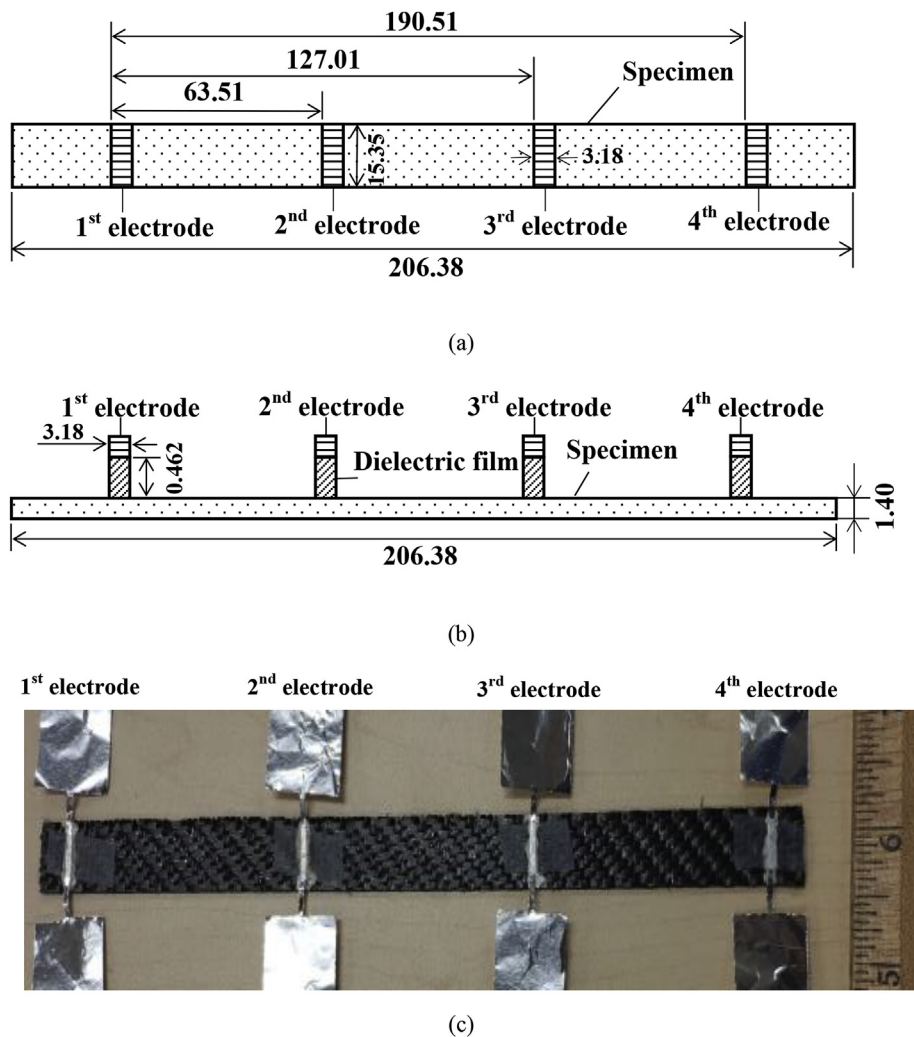 190.51
127.01
Specimen
63.51
15.35
3.18
1st electrode
2nd electrode
3rd electrode
4th electrode
206.38
(a)
1st electrode
2nd electrode
3rd electrode
4th electrode
3.18
0.462
Dielectric film
Specimen
1.40
206.38
(b)
1st electrode
2nd electrode
3rd electrode
4th electrode
6
5
(c)